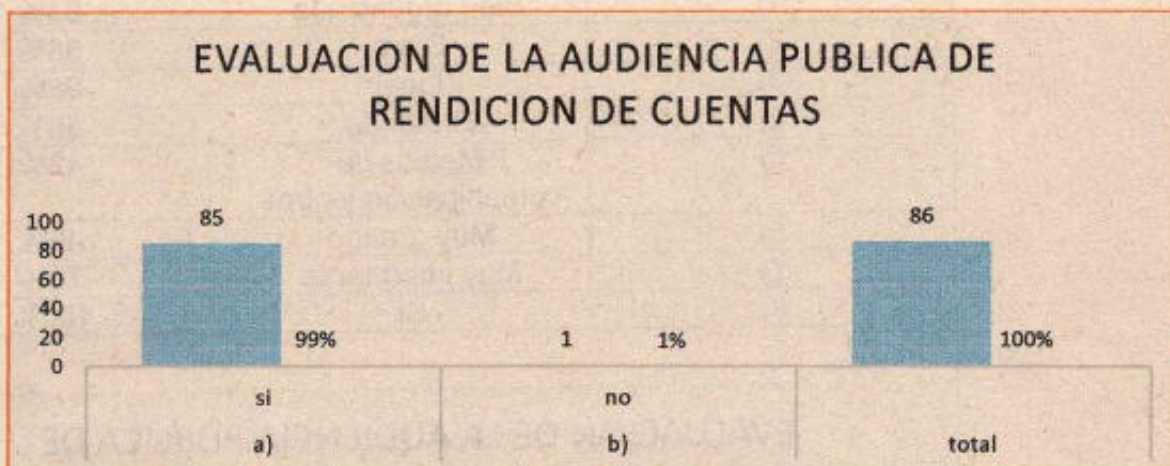 EVALUACION DE LA AUDIENCIA PUBLICA DE
RENDICION DE CUENTAS
100
80
60
40
20
0
85
99%
1
1%
86
100%
si
no
a)
b)
total